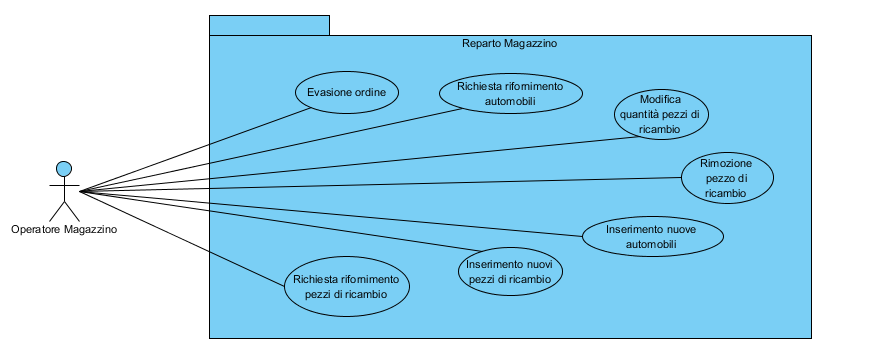 Reparto Magazzino
Evasione ordine
Richiesta rifornimento
automobili
Modifica
quantità pezzi di
ricambio
Rimozione
pezzo di
ricambio
Operatore Magazzino
Inserimento nuove
automobili
Inserimento nuovi
pezzi di ricambio
Richiesta rifornimento
pezzi di ricambio